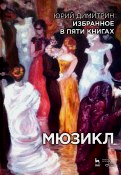 ЮРИЙ ДИМИТРИН
ИЗБРАННОЕ
В ПЯТИ КНИГАХ
МЮЗИКЛ